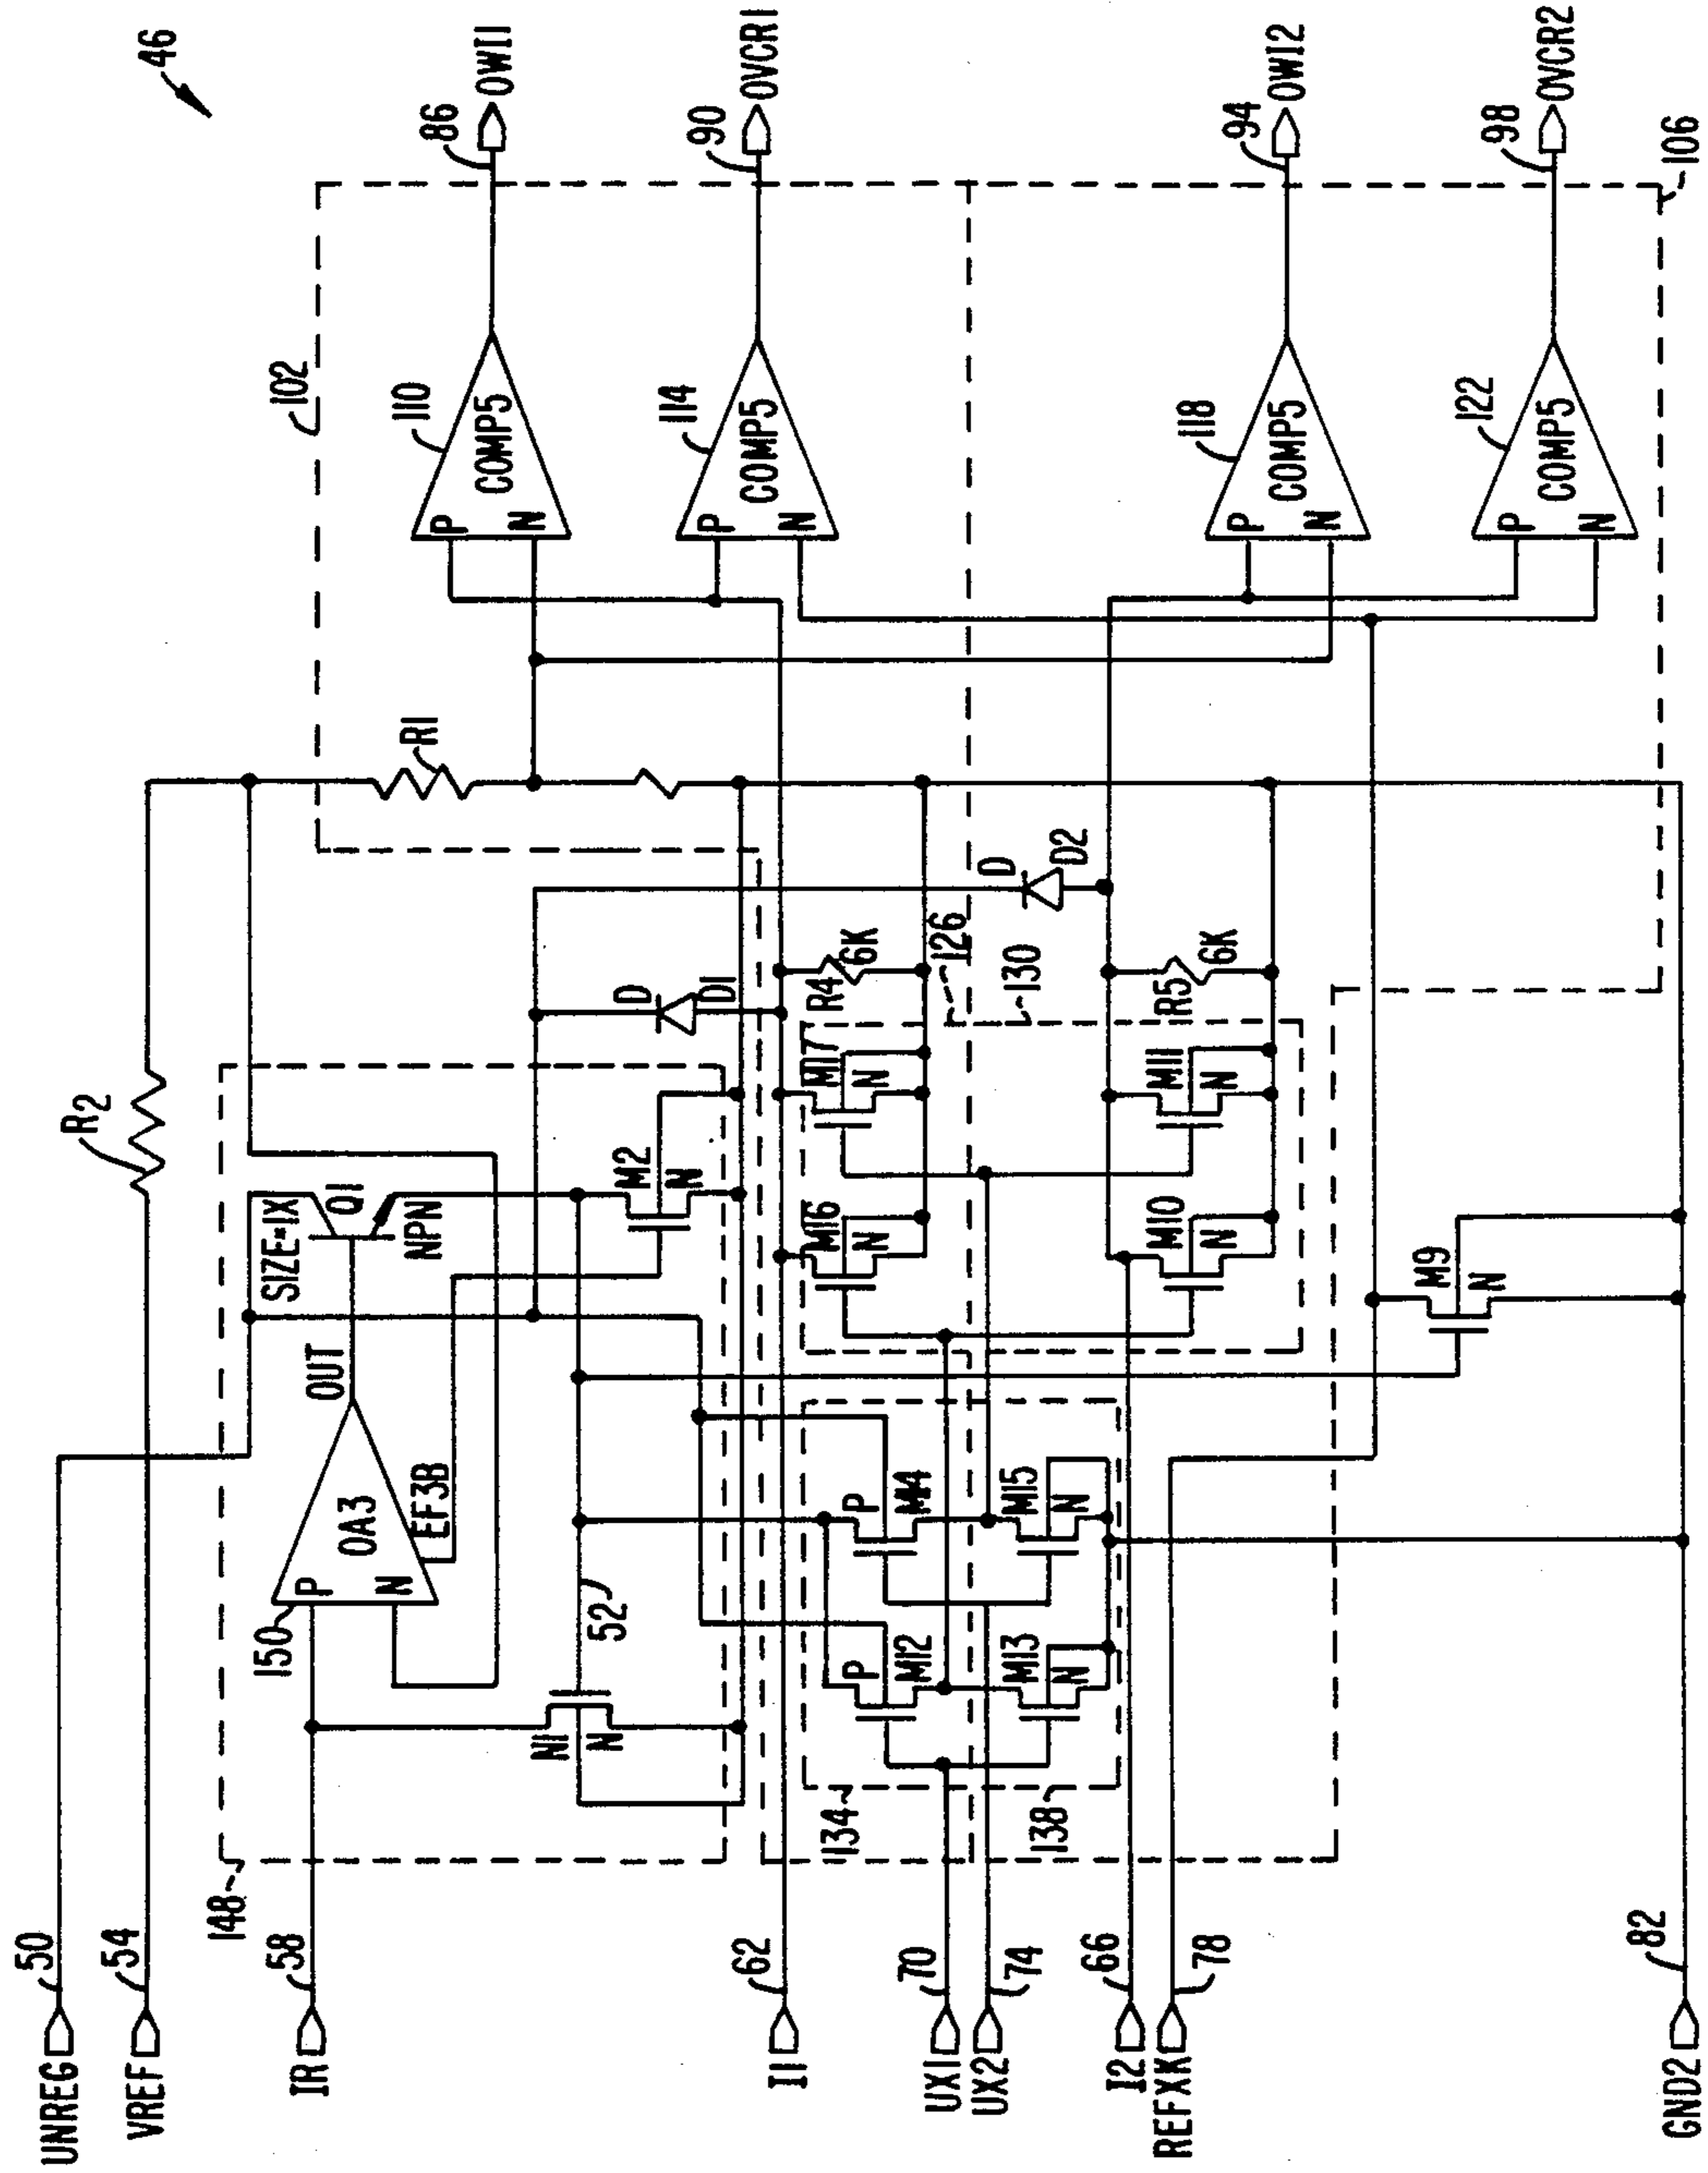 46
UNREG
50
VREF
54
R2
148
IR
58
150
P
N
OA3
OUT
EF3B
SIZE=1X
Q1
NPN
M2
N
N1
N
52
R1
102
110
P
N
COMP5
86
OWI1
114
P
N
COMP5
90
OVCR1
I1
62
D
D1
M16
N
M17
N
R4
6K
126
130
D
D2
134
P
M12
P
M14
M13
N
M15
N
138
UX1
70
UX2
74
M10
N
M11
N
R5
6K
118
P
N
COMP5
94
OWI2
I2
66
REFXK
78
M9
N
122
P
N
COMP5
98
OVCR2
106
GND2
82